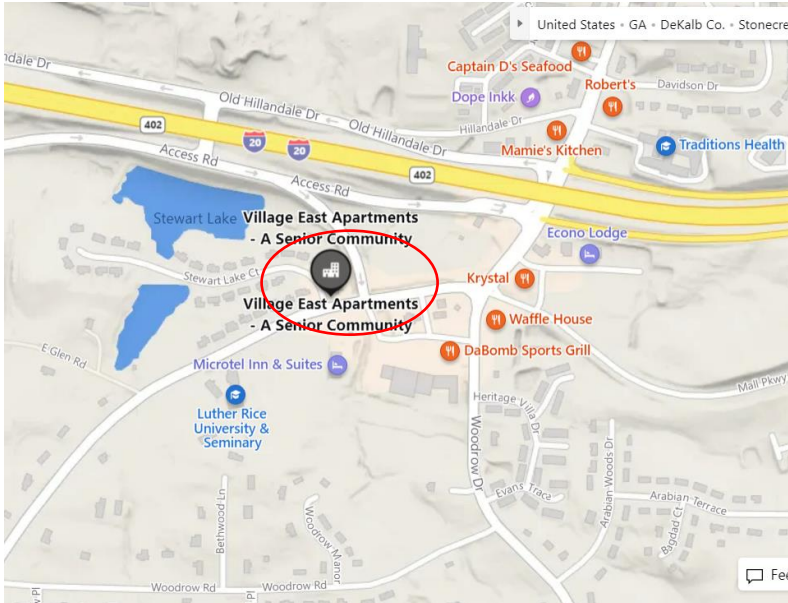 United States • GA • DeKalb Co. • Stonecre
Captain D's Seafood
Robert's
Davidson Dr
ndale Dr
Dope Inkk
Old Hillandale Dr
402
Hillandale Dr
Old Hillandale Dr
20
20
Mamie's Kitchen
Traditions Health
Access Rd
402
Access Rd
Stewart Lake
Village East Apartments
- A Senior Community
Econo Lodge
Stewart Lake Ct
Krystal
Village East Apartments
- A Senior Community
Waffle House
E Glen Rd
DaBomb Sports Grill
Microtel Inn & Suites
Mall Pkwy
Luther Rice
University &
Seminary
Heritage Villa Dr
Woodrow Dr
Evans Trace
Arabian Woods Dr
Arabian Terrace
Bagdad Ct
Bethwood Ln
Woodrow Manor
Woodrow Rd
Woodrow Rd
Pl
Pl
Fee